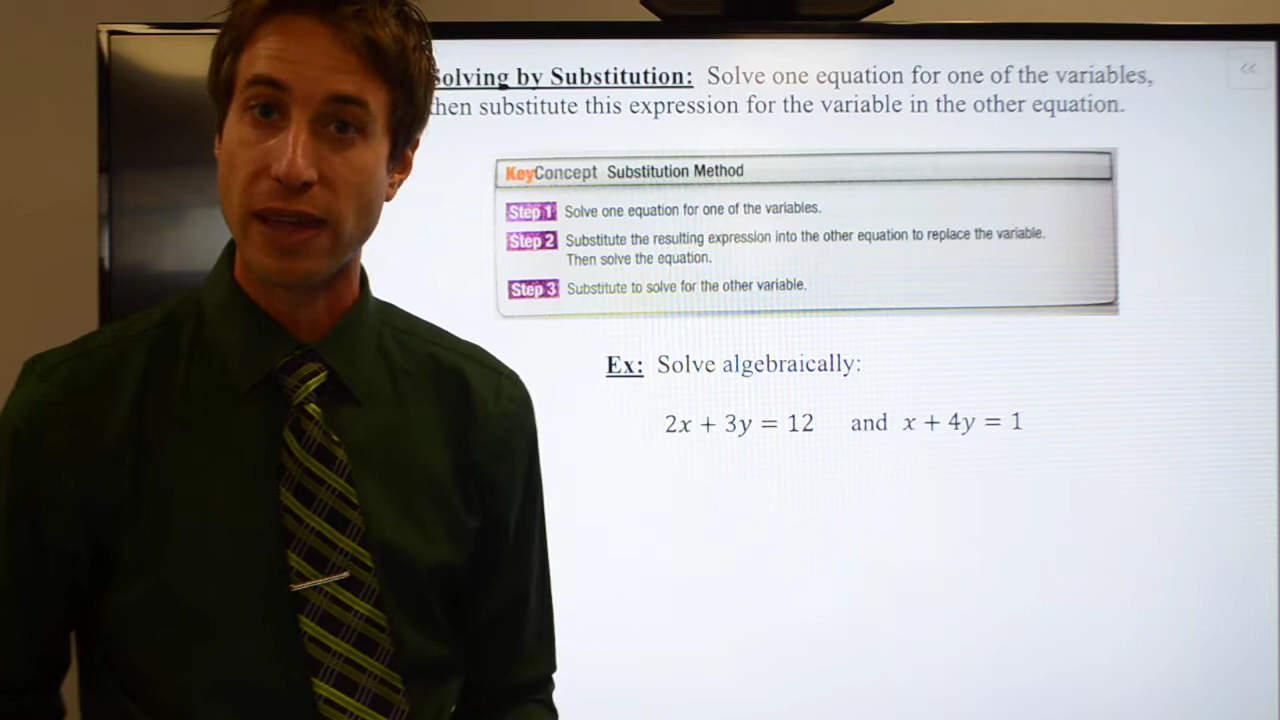 Solving by Substitution: Solve one equation for one of the variables,
then substitute this expression for the variable in the other equation.
KeyConcept Substitution Method
Step 1 Solve one equation for one of the variables.
Step 2 Substitute the resulting expression into the other equation to replace the variable.
Then solve the equation.
Step 3 Substitute to solve for the other variable.
Ex: Solve algebraically:
2x + 3y = 12 and x + 4y = 1